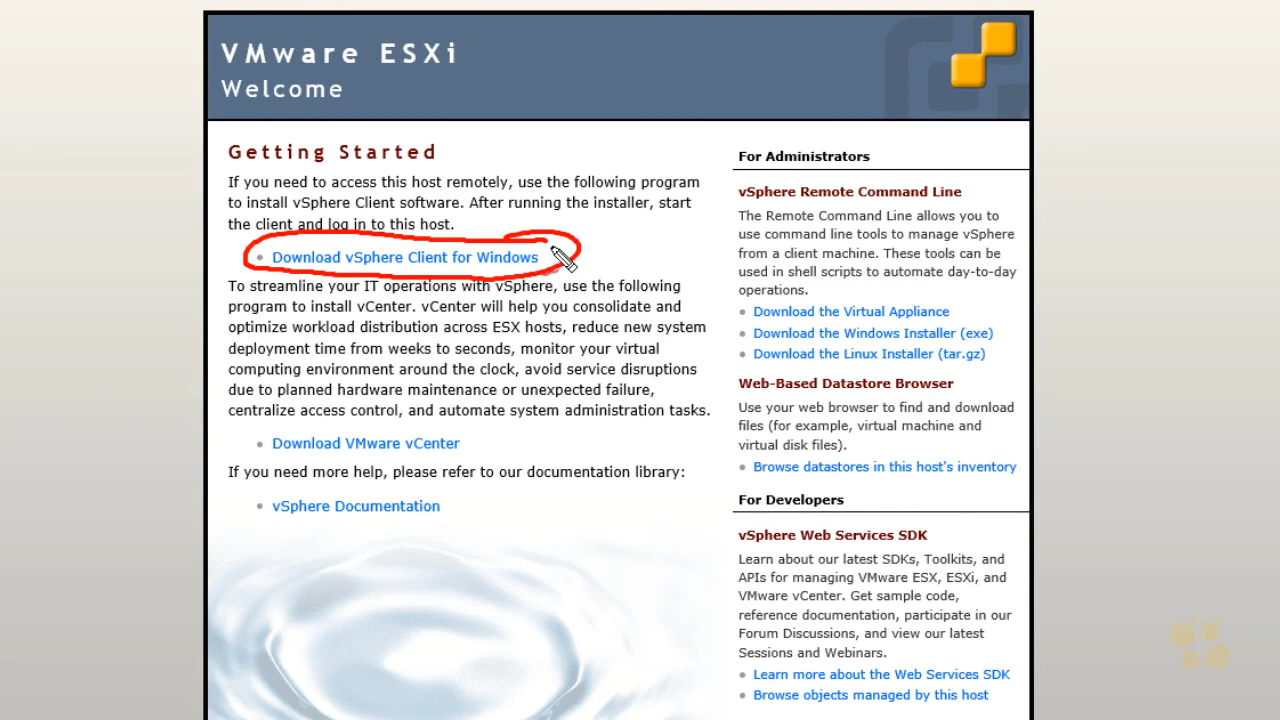 VMware ESXi
Welcome
Getting Started
If you need to access this host remotely, use the following program
to install vSphere Client software. After running the installer, start
the client and log in to this host.
Download vSphere Client for Windows
To streamline your IT operations with vSphere, use the following
program to install vCenter. vCenter will help you consolidate and
optimize workload distribution across ESX hosts, reduce new system
deployment time from weeks to seconds, monitor your virtual
computing environment around the clock, avoid service disruptions
due to planned hardware maintenance or unexpected failure,
centralize access control, and automate system administration tasks.
Download VMware vCenter
If you need more help, please refer to our documentation library:
vSphere Documentation
For Administrators
vSphere Remote Command Line
The Remote Command Line allows you to
use command line tools to manage vSphere
from a client machine. These tools can be
used in shell scripts to automate day-to-day
operations.
Download the Virtual Appliance
Download the Windows Installer (exe)
Download the Linux Installer (tar.gz)
Web-Based Datastore Browser
Use your web browser to find and download
files (for example, virtual machine and
virtual disk files).
Browse datastores in this host's inventory
For Developers
vSphere Web Services SDK
Learn about our latest SDKs, Toolkits, and
APIs for managing VMware ESX, ESXi, and
VMware vCenter. Get sample code,
reference documentation, participate in our
Forum Discussions, and view our latest
Sessions and Webinars.
Learn more about the Web Services SDK
Browse objects managed by this host